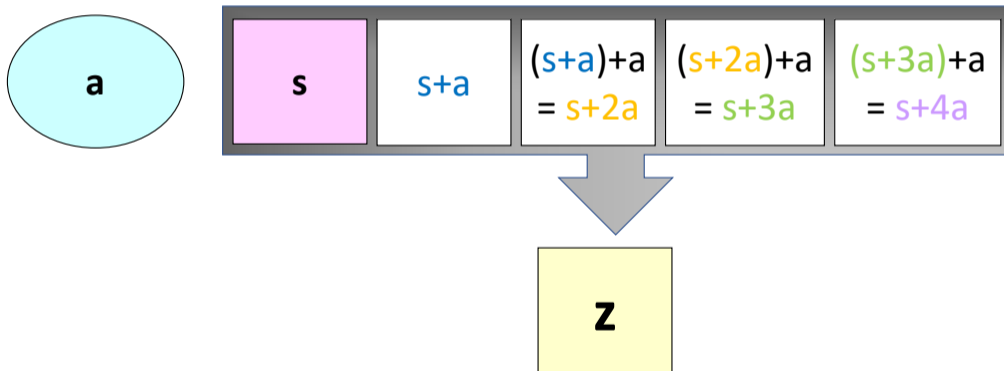 a
s
s+a
(s+a)+a
= s+2a
(s+2a)+a
= s+3a
(s+3a)+a
= s+4a
z